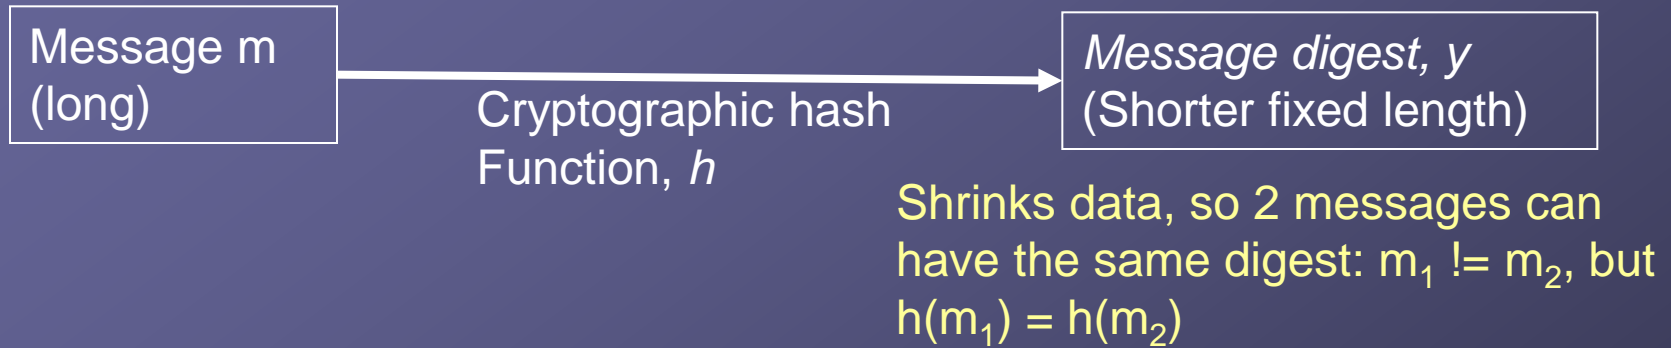 Message m
(long)
Cryptographic hash
Function, h
Message digest, y
(Shorter fixed length)
Shrinks data, so 2 messages can
have the same digest: m₁ != m₂, but
h(m₁) = h(m₂)